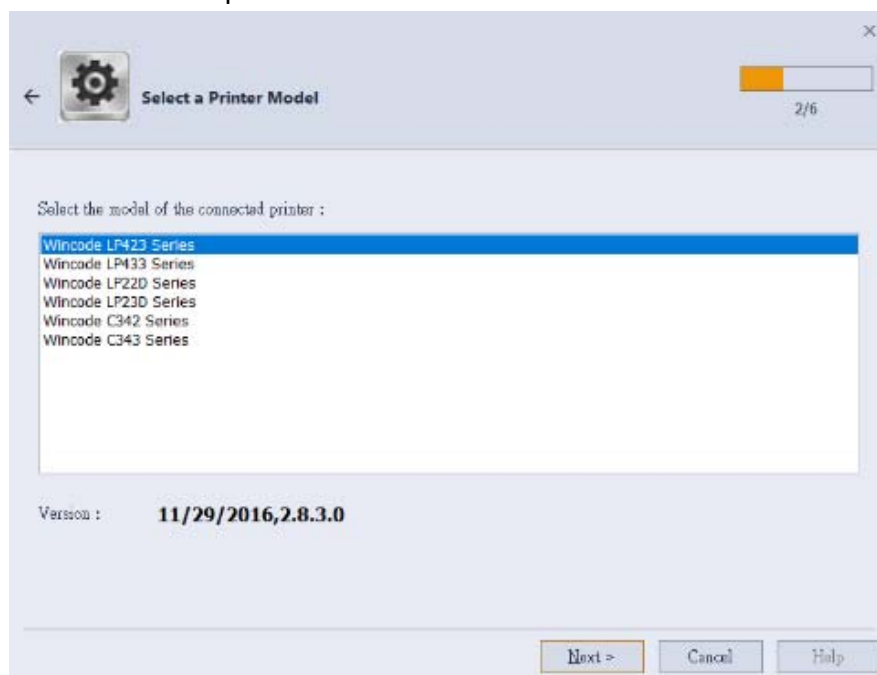 Select a Printer Model
2/6
Select the model of the connected printer :
Wincode LP423 Series
Wincode LP433 Series
Wincode LP22D Series
Wincode LP23D Series
Wincode C342 Series
Wincode C343 Series
Version : 11/29/2016,2.8.3.0
Next > Cancel Help